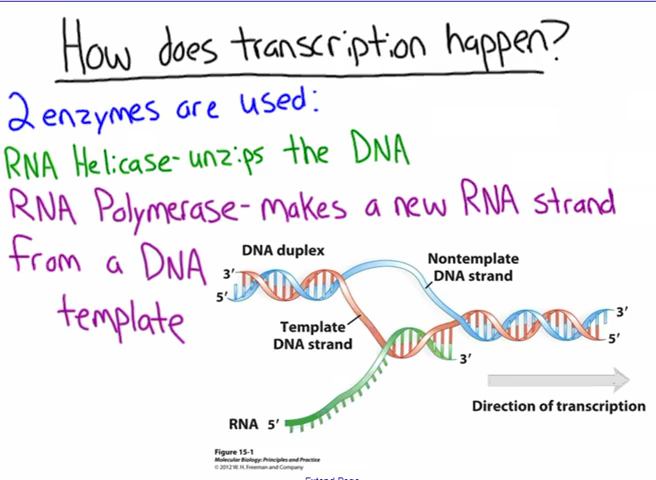 How does transcription happen?
2 enzymes are used:
RNA Helicase- unzips the DNA
RNA Polymerase- makes a new RNA strand
from a DNA
template
DNA duplex
3′
5′
Nontemplate
DNA strand
Template
DNA strand
3′
5′
3′
Direction of transcription
RNA 5′
Figure 15-1
Molecular Biology: Principles and Practice
© 2012 W. H. Freeman and Company
Extend Page